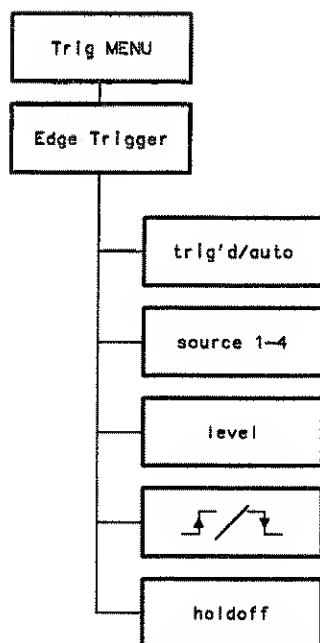 Trig MENU
Edge Trigger
trig'd/auto
source 1-4
level
holdoff